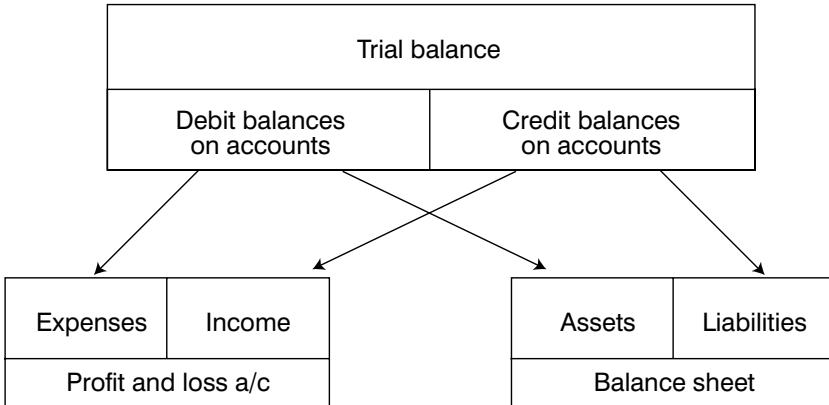 Trial balance
Debit balances
on accounts
Credit balances
on accounts
Expenses
Income
Profit and loss a/c
Assets
Liabilities
Balance sheet